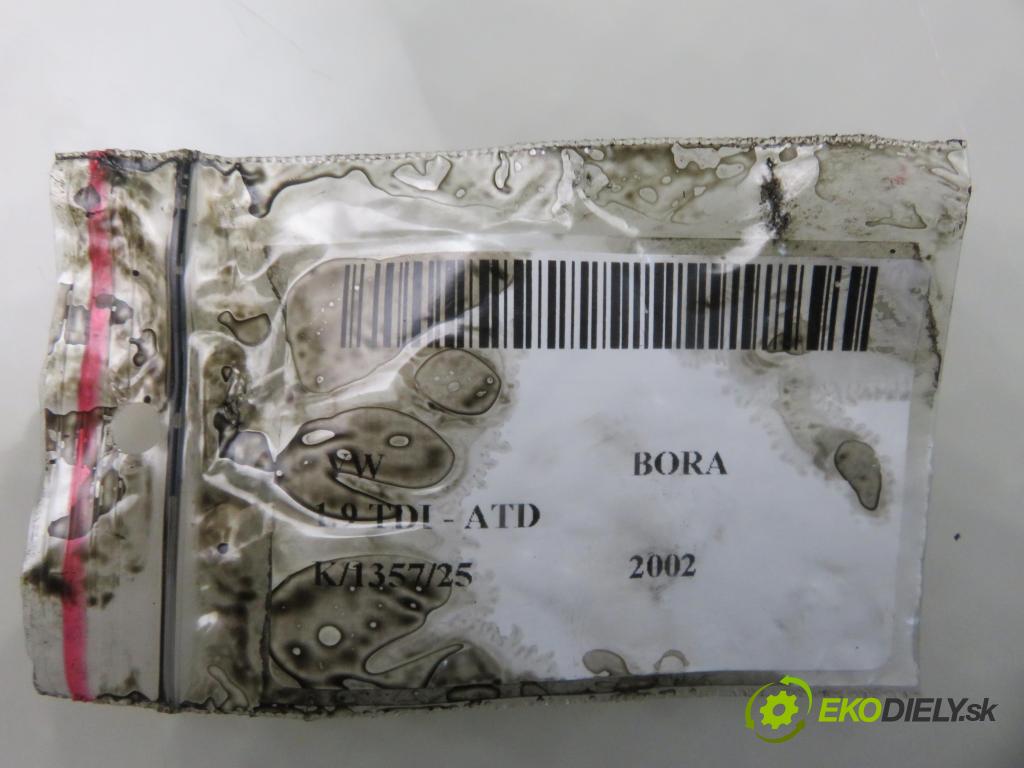 VW BORA
1.9 TDI - ATD
K/1357/25 2002
EKODIELY.sk